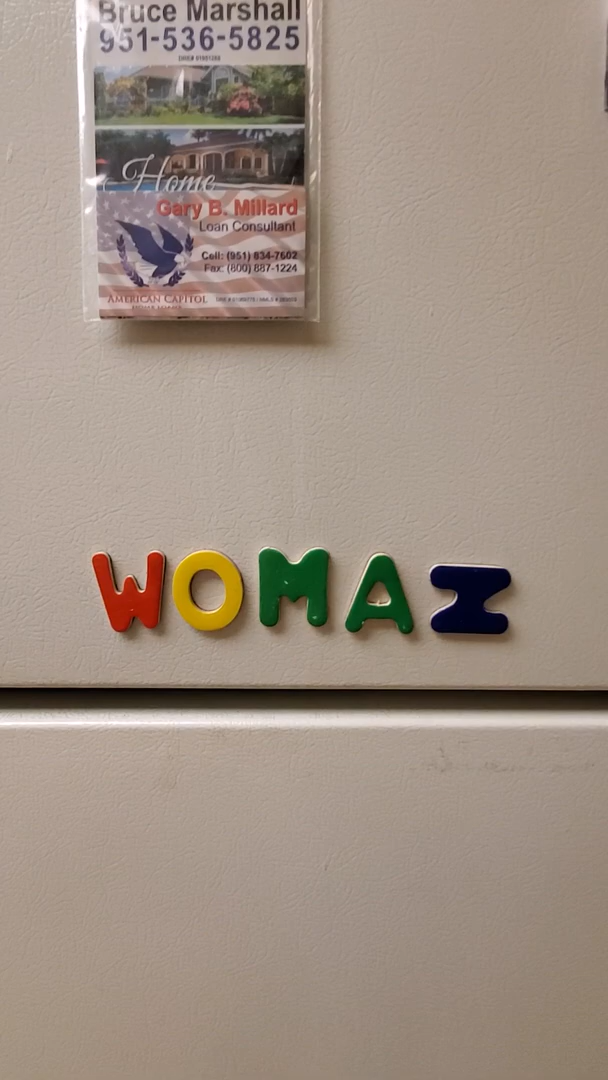 Bruce Marshall
951-536-5825
Home
Gary B. Millard
Loan Consultant
Cell: (951) 834-7602
Fax: (800) 887-1224
AMERICAN CAPITOL
WOMAZ